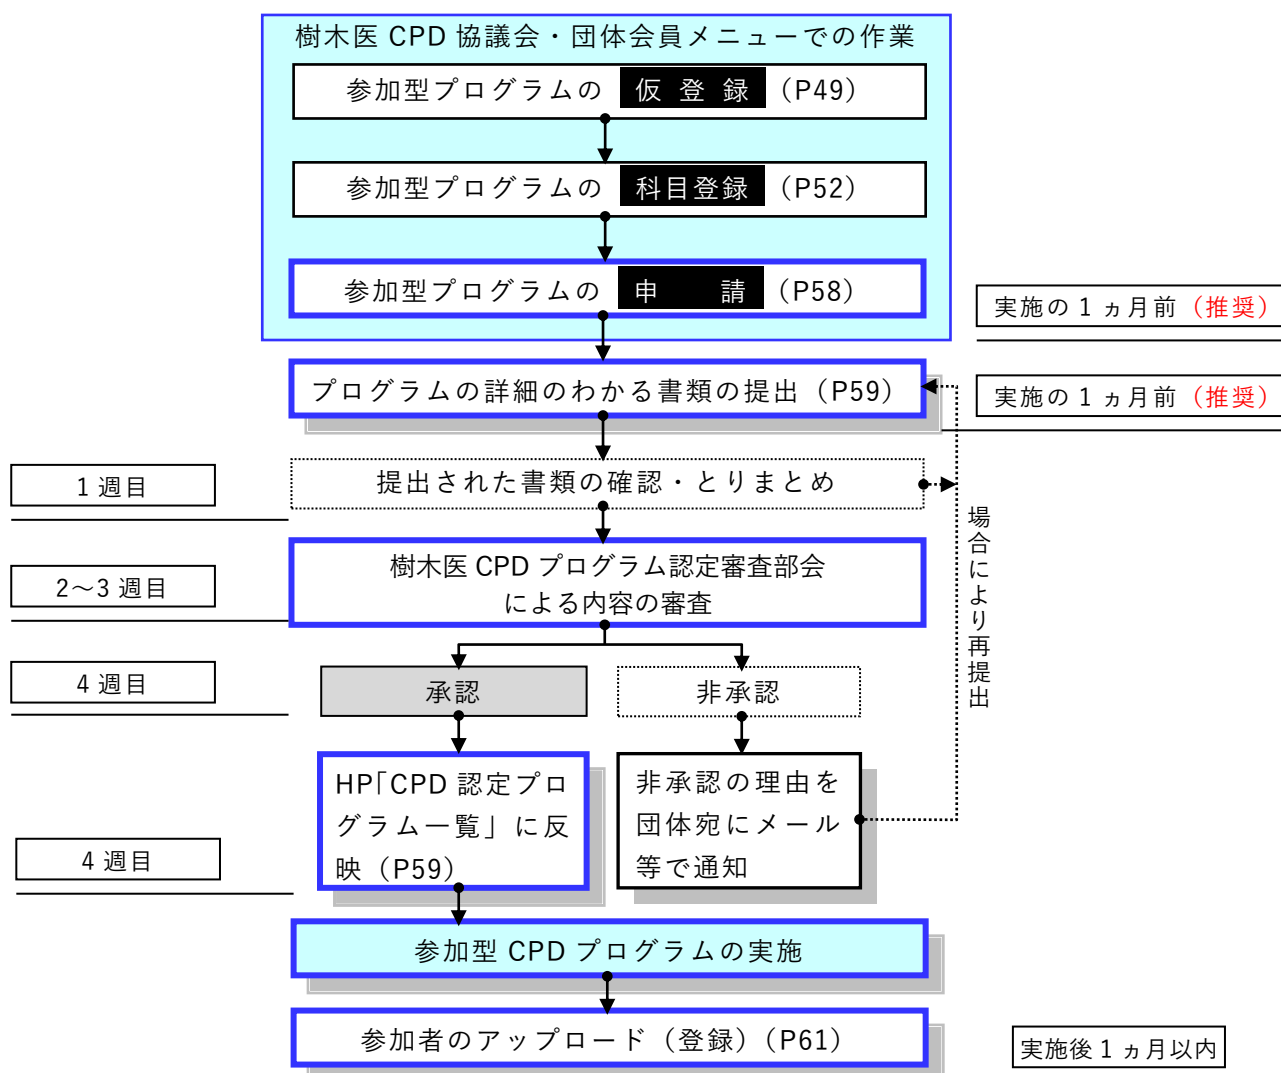 樹木医 CPD 協議会・団体会員メニューでの作業
参加型プログラムの 仮 登 録 （P49）
参加型プログラムの 科目登録 （P52）
参加型プログラムの 申 請 （P58）
実施の 1 ヵ月前（推奨）
プログラムの詳細のわかる書類の提出（P59）
実施の 1 ヵ月前（推奨）
1 週目
提出された書類の確認・とりまとめ
場合により再提出
2～3 週目
樹木医 CPD プログラム認定審査部会
による内容の審査
4 週目
承認
非承認
HP「CPD 認定プロ
グラム一覧」に反
映（P59）
非承認の理由を
団体宛にメール
等で通知
4 週目
参加型 CPD プログラムの実施
参加者のアップロード（登録）（P61）
実施後 1 ヵ月以内